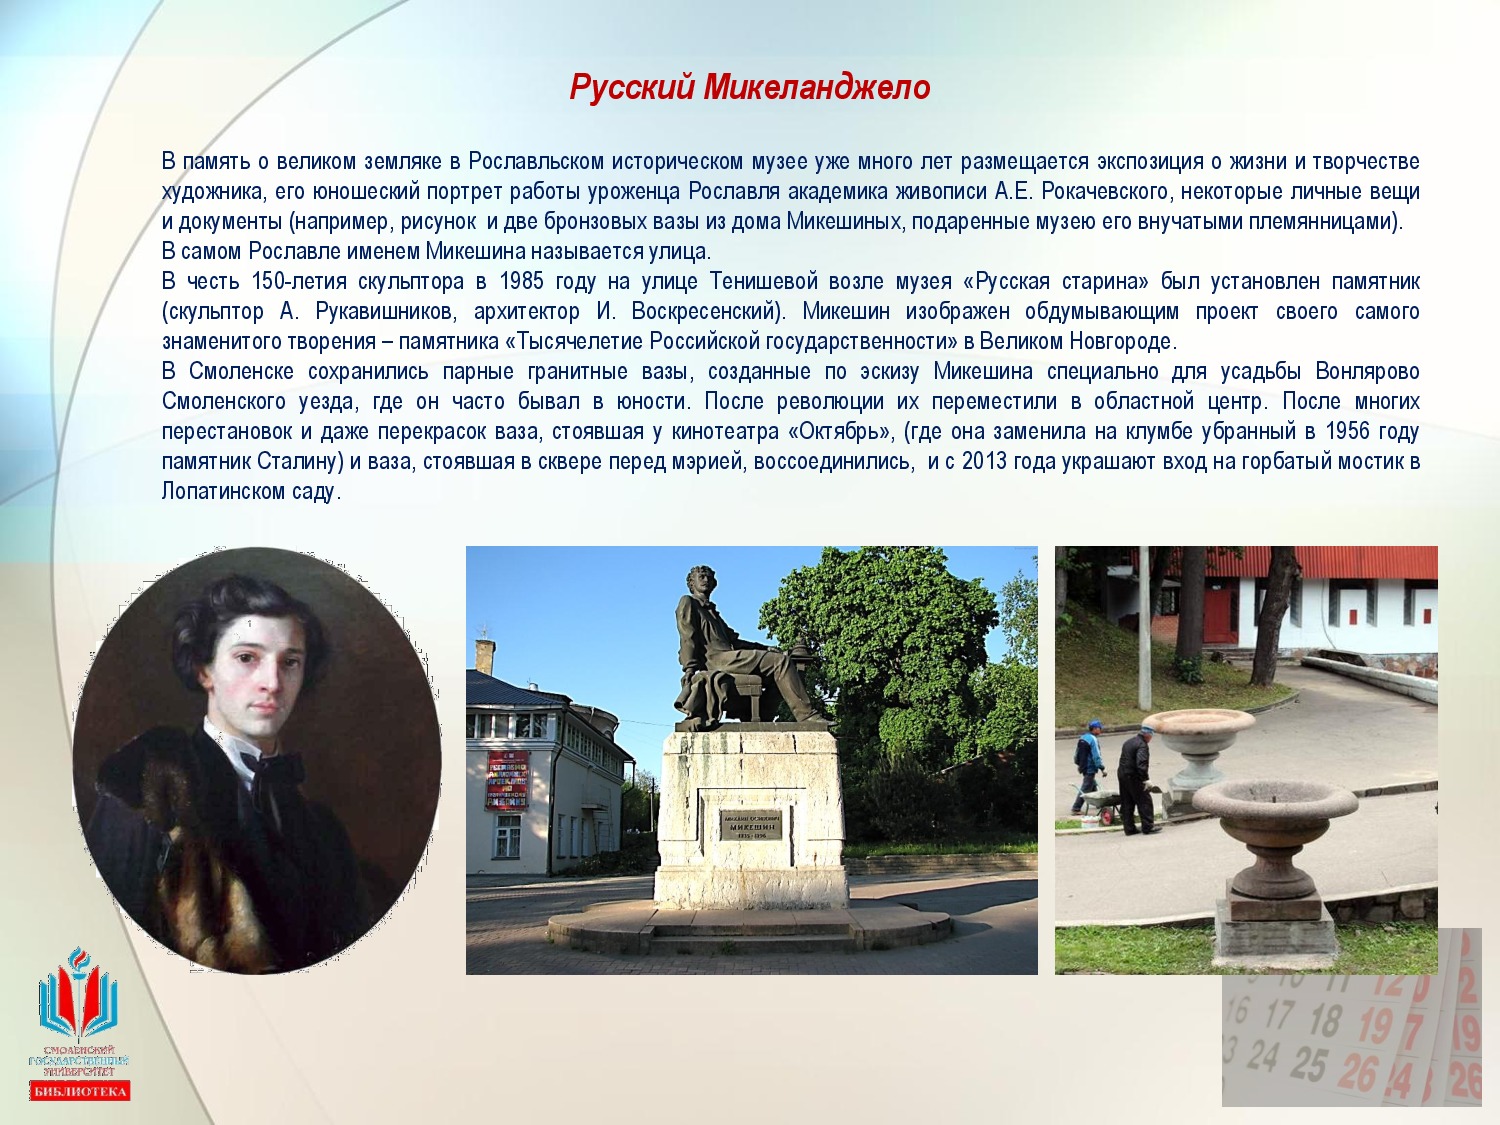 Русский Микеланджело
В память о великом земляке в Рославльском историческом музее уже много лет размещается экспозиция о жизни и творчестве
художника, его юношеский портрет работы уроженца Рославля академика живописи А.Е. Рокачевского, некоторые личные вещи
и документы (например, рисунок и две бронзовых вазы из дома Микешиных, подаренные музею его внучатыми племянницами).
В самом Рославле именем Микешина называется улица.
В честь 150-летия скульптора в 1985 году на улице Тенишевой возле музея «Русская старина» был установлен памятник
(скульптор А. Рукавишников, архитектор И. Воскресенский). Микешин изображен обдумывающим проект своего самого
знаменитого творения – памятника «Тысячелетие Российской государственности» в Великом Новгороде.
В Смоленске сохранились парные гранитные вазы, созданные по эскизу Микешина специально для усадьбы Вонлярово
Смоленского уезда, где он часто бывал в юности. После революции их переместили в областной центр. После многих
перестановок и даже перекрасок ваза, стоявшая у кинотеатра «Октябрь», (где она заменила на клумбе убранный в 1956 году
памятник Сталину) и ваза, стоявшая в сквере перед мэрией, воссоединились, и с 2013 года украшают вход на горбатый мостик в
Лопатинском саду.
МИКЕШИН
СМОЛЕНСКИЙ
ГОСУДАРСТВЕННЫЙ
УНИВЕРСИТЕТ
БИБЛИОТЕКА
10 11 12
16 17 18 19
24 25 26